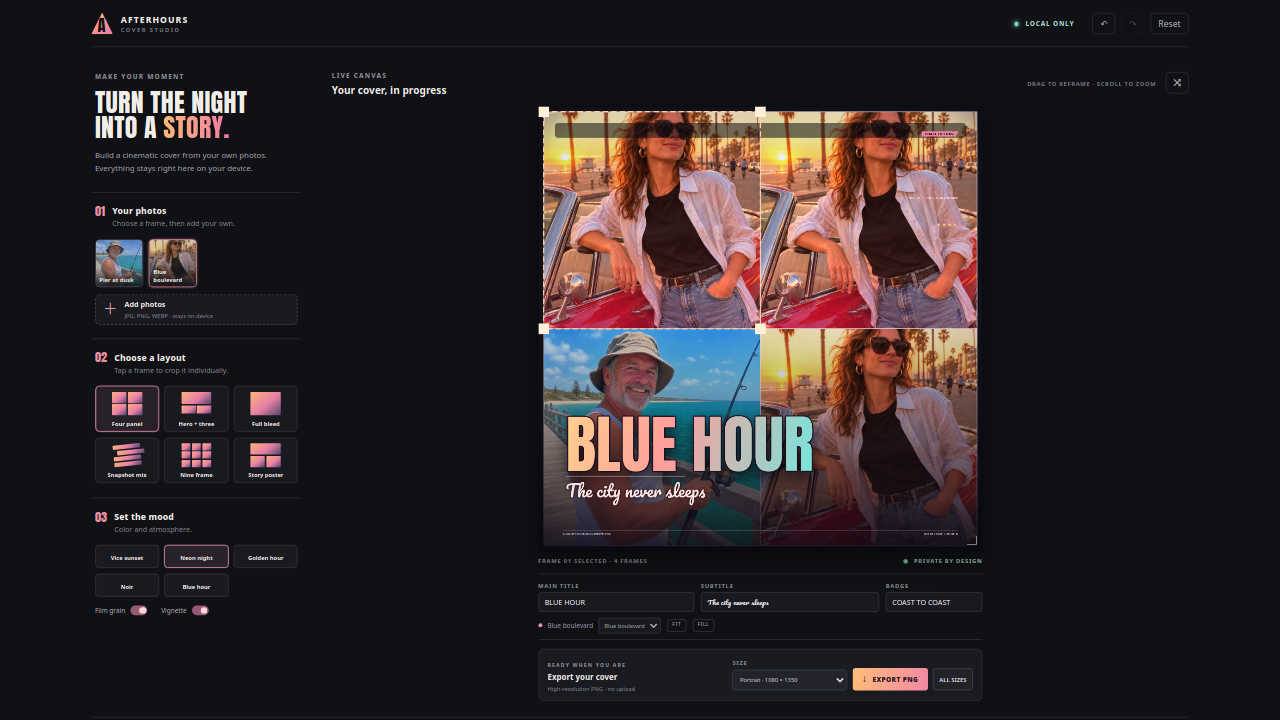 AFTERHOURS
COVER STUDIO
LOCAL ONLY
Reset
MAKE YOUR MOMENT
TURN THE NIGHT
INTO A STORY.
Build a cinematic cover from your own photos.
Everything stays right here on your device.
01 Your photos
Choose a frame, then add your own.
Pier at dusk
Blue
boulevard
Add photos
JPG, PNG, WEBP · stays on device
02 Choose a layout
Tap a frame to crop it individually.
Four panel
Hero + three
Full bleed
Snapshot mix
Nine frame
Story poster
03 Set the mood
Color and atmosphere.
Vice sunset
Neon night
Golden hour
Noir
Blue hour
Film grain
Vignette
LIVE CANVAS
Your cover, in progress
DRAG TO REFRAME · SCROLL TO ZOOM
COAST TO COAST
BLUE HOUR
The city never sleeps
FRAME 01 SELECTED · 4 FRAMES
PRIVATE BY DESIGN
MAIN TITLE
SUBTITLE
BADGE
BLUE HOUR
The city never sleeps
COAST TO COAST
Blue boulevard
Blue boulevard
FIT
FILL
READY WHEN YOU ARE
Export your cover
High-resolution PNG · no upload
SIZE
Portrait · 1080 × 1350
↓ EXPORT PNG
ALL SIZES